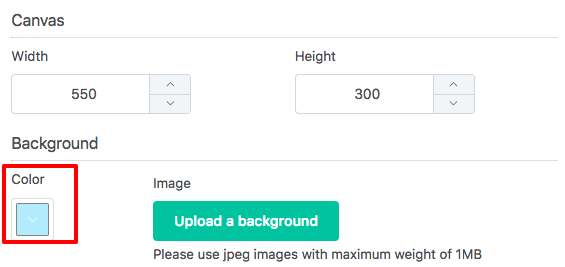 Canvas
Width Height
550 300
Background
Color
Image
Upload a background
Please use jpeg images with maximum weight of 1MB